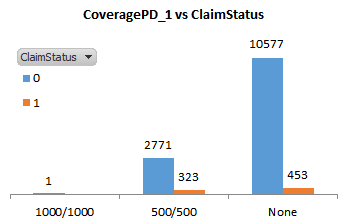 CoveragePD_1 vs ClaimStatus
ClaimStatus
0
1
10577
2771
323
453
1
1000/1000 500/500 None